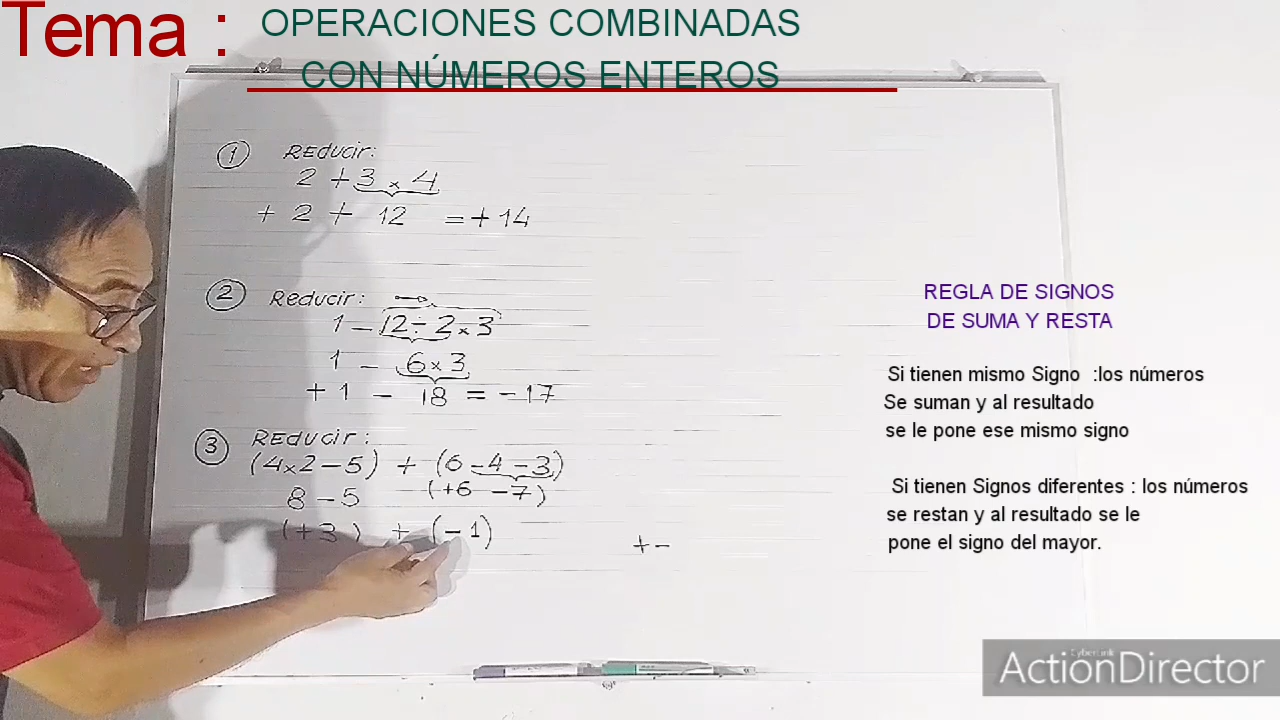 Tema :
OPERACIONES COMBINADAS
CON NÚMEROS ENTEROS
① REDUCIR:
2 + 3 × 4
+ 2 + 12 = + 14
② Reducir: →
1 - 12 ÷ 2 × 3
1 - 6 × 3
+ 1 - 18 = - 17
③ REDUCIR:
(4×2-5) + (6-4-3)
8 - 5 (+6 -7)
(+3) + (-1)
+ -
REGLA DE SIGNOS
DE SUMA Y RESTA
Si tienen mismo Signo :los números
Se suman y al resultado
se le pone ese mismo signo
Si tienen Signos diferentes : los números
se restan y al resultado se le
pone el signo del mayor.
CyberLink
ActionDirector